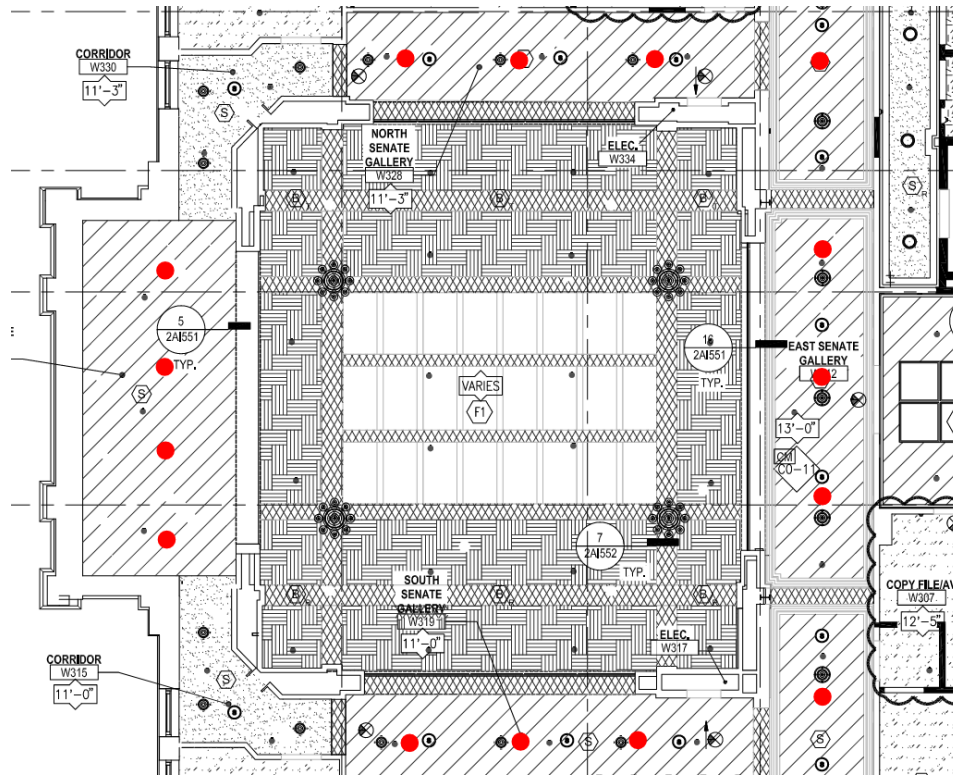 CORRIDOR
W330
11'-3"
S
NORTH
SENATE
GALLERY
W328
11'-3"
ELEC.
W334
S
B
B
B
5
2AI551
TYP.
S
16
2AI551
TYP.
EAST SENATE
GALLERY
13'-0"
CM
CO-11
VARIES
F1
7
2AI552
TYP.
SOUTH
SENATE
GALLERY
W319
11'-0"
B
B
B
ELEC.
W317
COPY FILE/AV
W307
12'-5"
CORRIDOR
W315
11'-0"
S
S
S